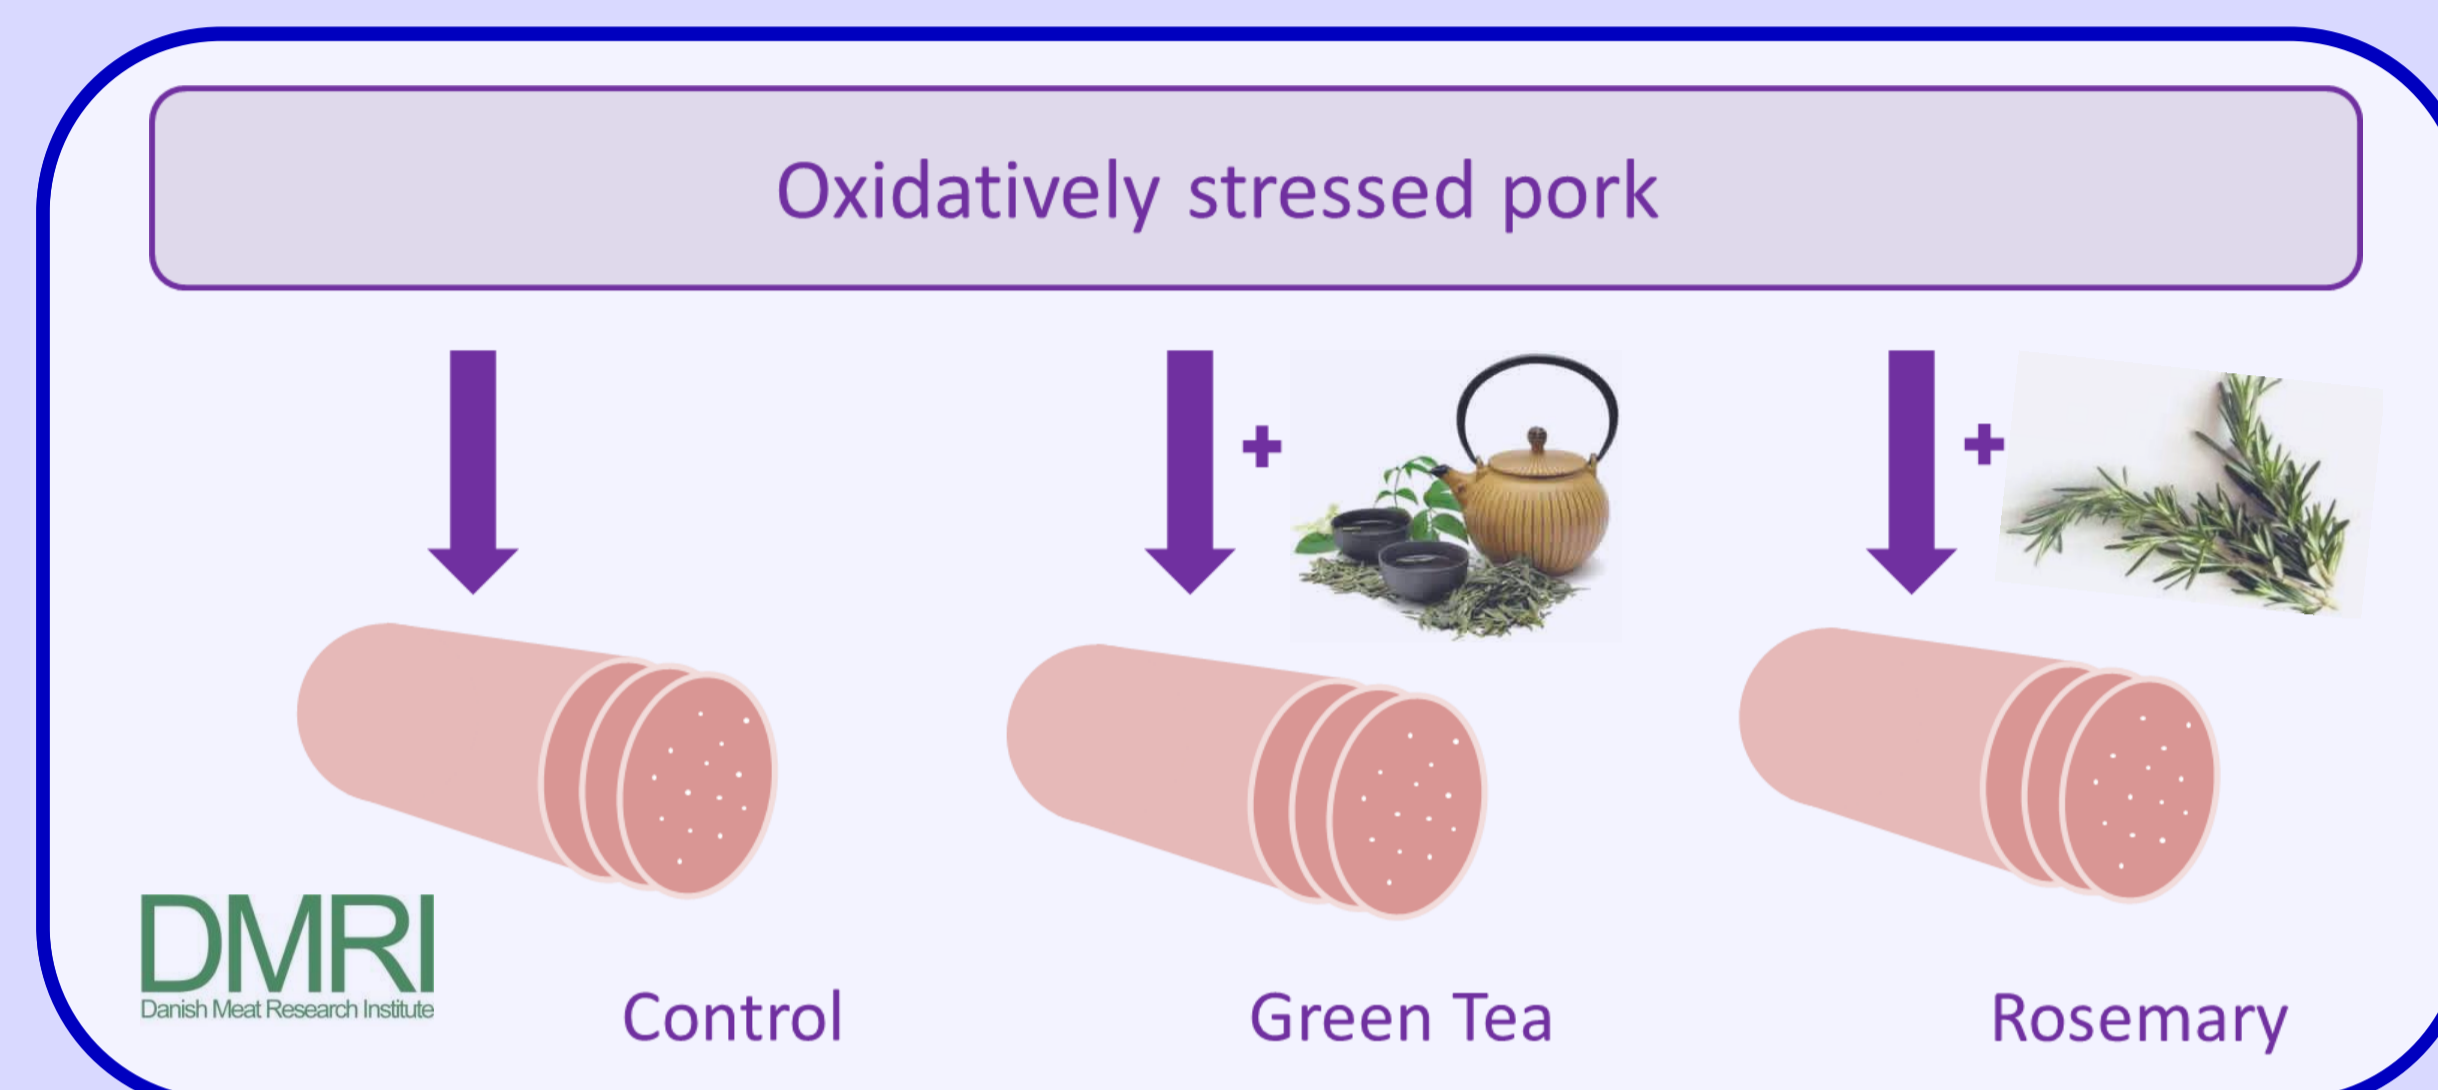 Oxidatively stressed pork
+
+
DMRI
Danish Meat Research Institute
Control
Green Tea
Rosemary